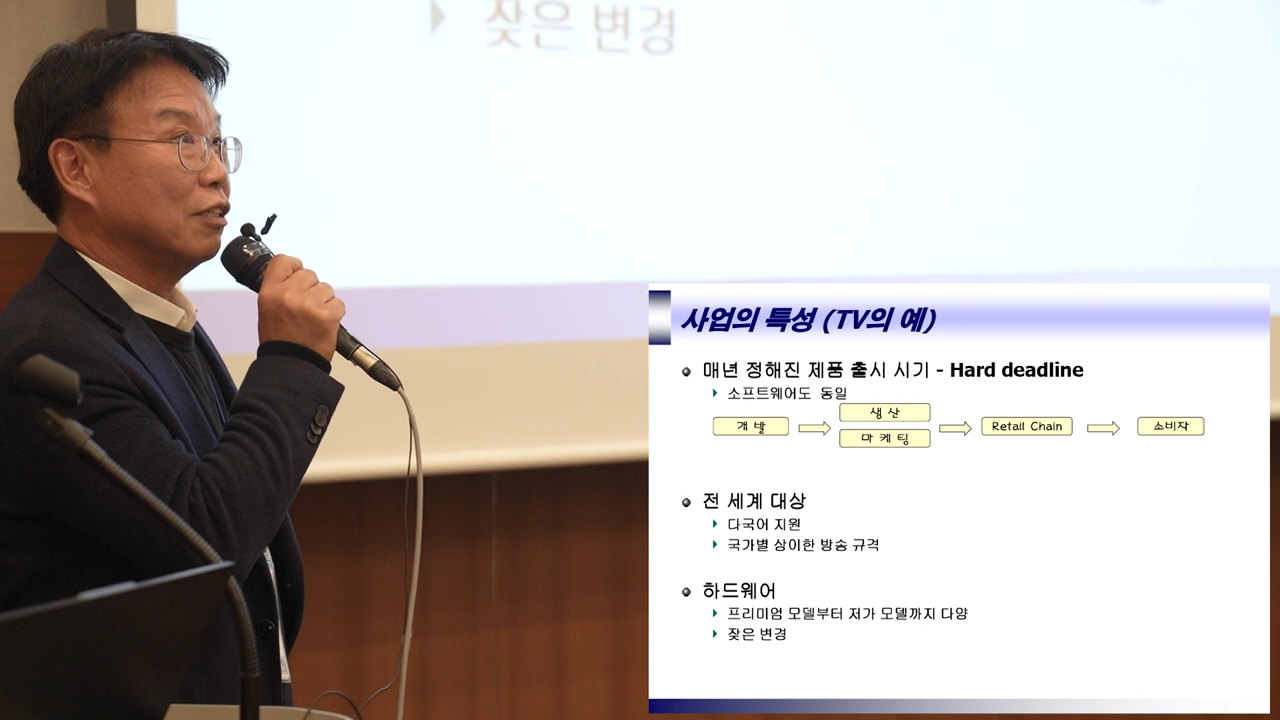 잦은 변경
사업의 특성 (TV의 예)
매년 정해진 제품 출시 시기 - Hard deadline
소프트웨어도 동일
개 발
생 산
마 케 팅
Retail Chain
소비자
전 세계 대상
다국어 지원
국가별 상이한 방송 규격
하드웨어
프리미엄 모델부터 저가 모델까지 다양
잦은 변경